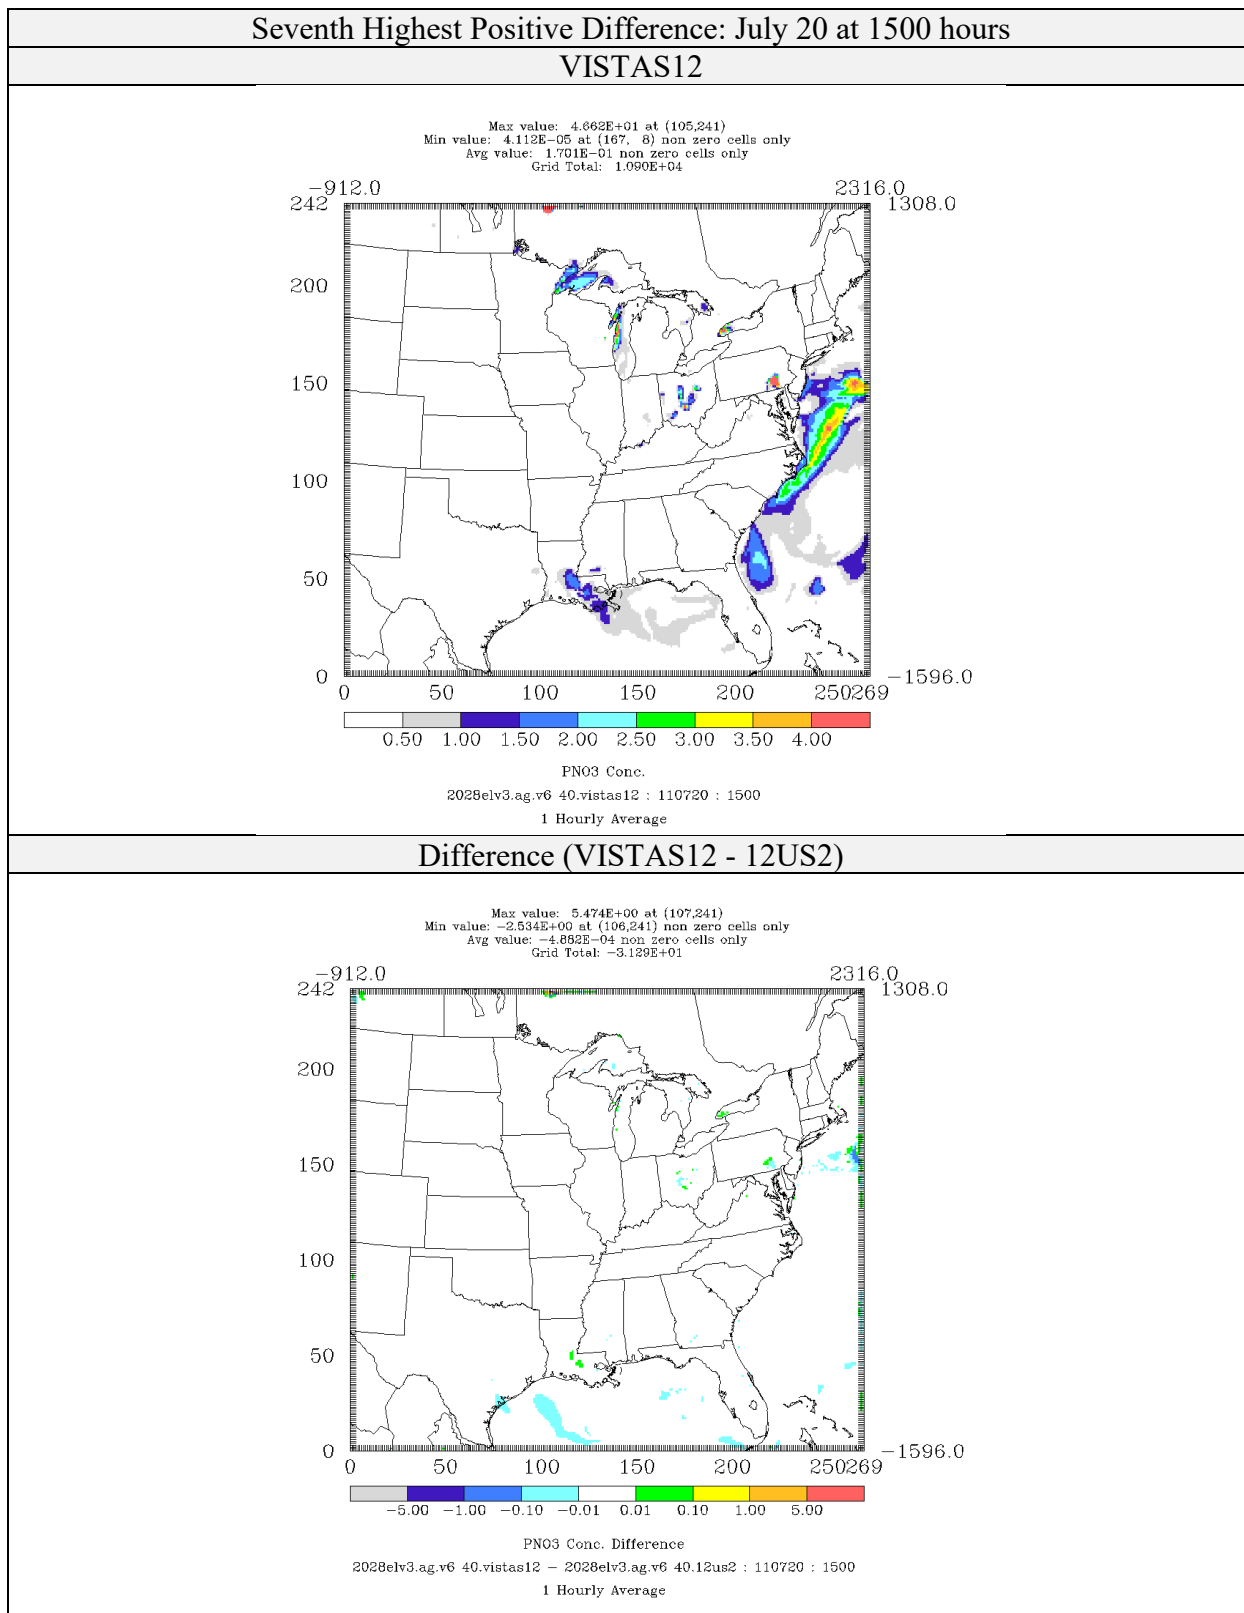 Seventh Highest Positive Difference: July 20 at 1500 hours
VISTAS12
Max value: 4.662E+01 at (105,241)
Min value: 4.112E-05 at (167, 8) non zero cells only
Avg value: 1.701E-01 non zero cells only
Grid Total: 1.090E+04
-912.0 2316.0
242 1308.0
200
150
100
50
0 -1596.0
0 50 100 150 200 250269
0.50 1.00 1.50 2.00 2.50 3.00 3.50 4.00
PNO3 Conc.
2028elv3.ag.v6 40.vistas12 : 110720 : 1500
1 Hourly Average
Difference (VISTAS12 - 12US2)
Max value: 5.474E+00 at (107,241)
Min value: -2.534E+00 at (106,241) non zero cells only
Avg value: -4.882E-04 non zero cells only
Grid Total: -3.129E+01
-912.0 2316.0
242 1308.0
200
150
100
50
0 -1596.0
0 50 100 150 200 250269
-5.00 -1.00 -0.10 -0.01 0.01 0.10 1.00 5.00
PNO3 Conc. Difference
2028elv3.ag.v6 40.vistas12 - 2028elv3.ag.v6 40.12us2 : 110720 : 1500
1 Hourly Average